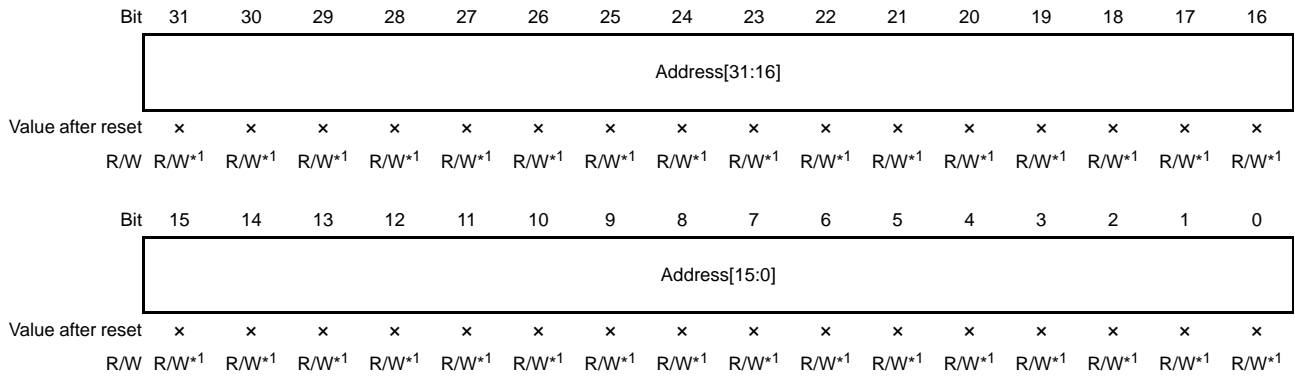 Bit 31 30 29 28 27 26 25 24 23 22 21 20 19 18 17 16
Address[31:16]
Value after reset × × × × × × × × × × × × × × × ×
R/W R/W*1 R/W*1 R/W*1 R/W*1 R/W*1 R/W*1 R/W*1 R/W*1 R/W*1 R/W*1 R/W*1 R/W*1 R/W*1 R/W*1 R/W*1 R/W*1
Bit 15 14 13 12 11 10 9 8 7 6 5 4 3 2 1 0
Address[15:0]
Value after reset × × × × × × × × × × × × × × × ×
R/W R/W*1 R/W*1 R/W*1 R/W*1 R/W*1 R/W*1 R/W*1 R/W*1 R/W*1 R/W*1 R/W*1 R/W*1 R/W*1 R/W*1 R/W*1 R/W*1